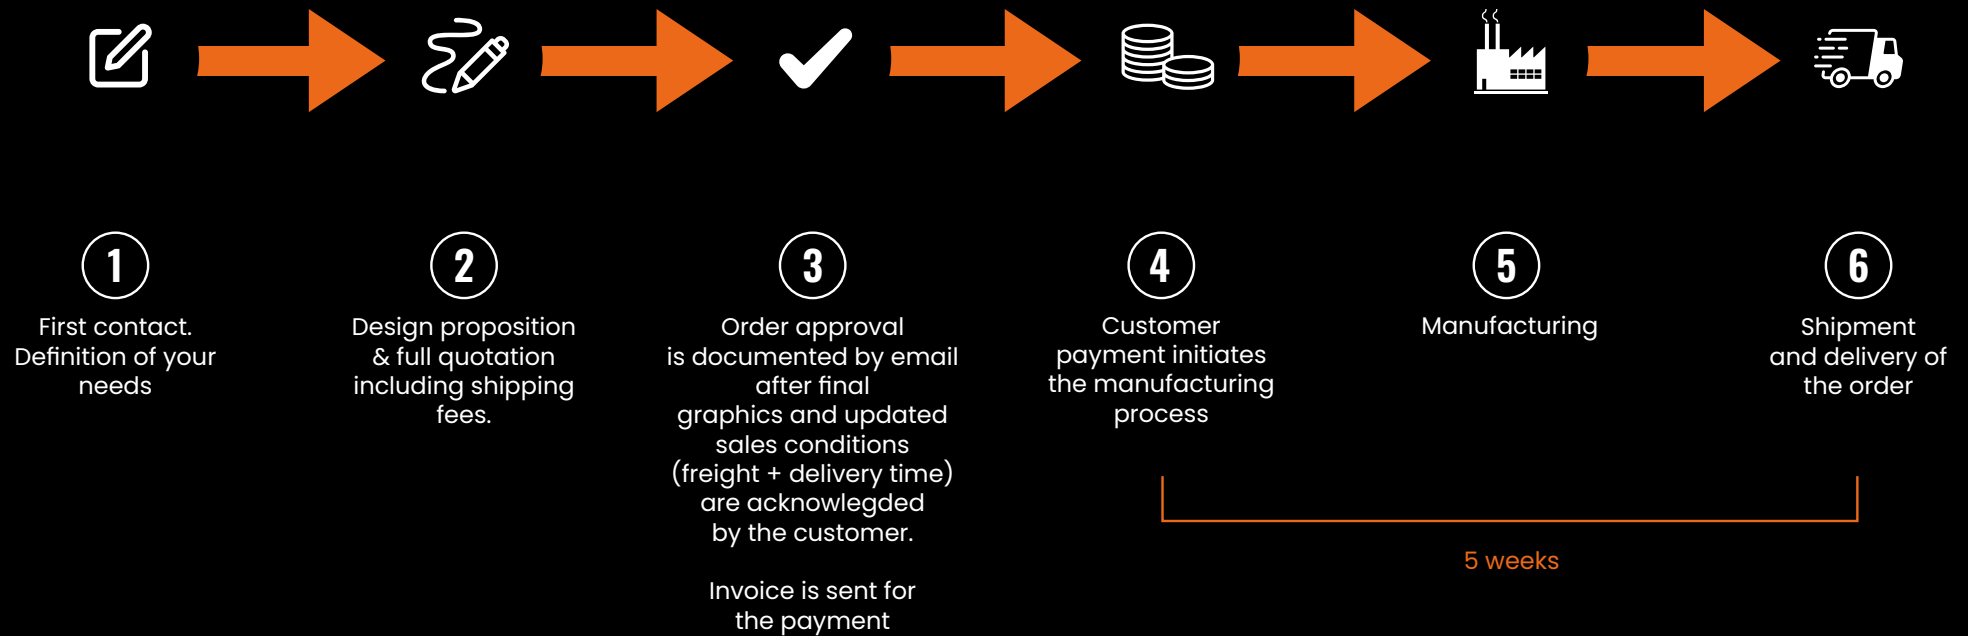 1
First contact.
Definition of your
needs
2
Design proposition
& full quotation
including shipping
fees.
3
Order approval
is documented by email
after final
graphics and updated
sales conditions
(freight + delivery time)
are acknowlegded
by the customer.
Invoice is sent for
the payment
4
Customer
payment initiates
the manufacturing
process
5
Manufacturing
6
Shipment
and delivery of
the order
5 weeks